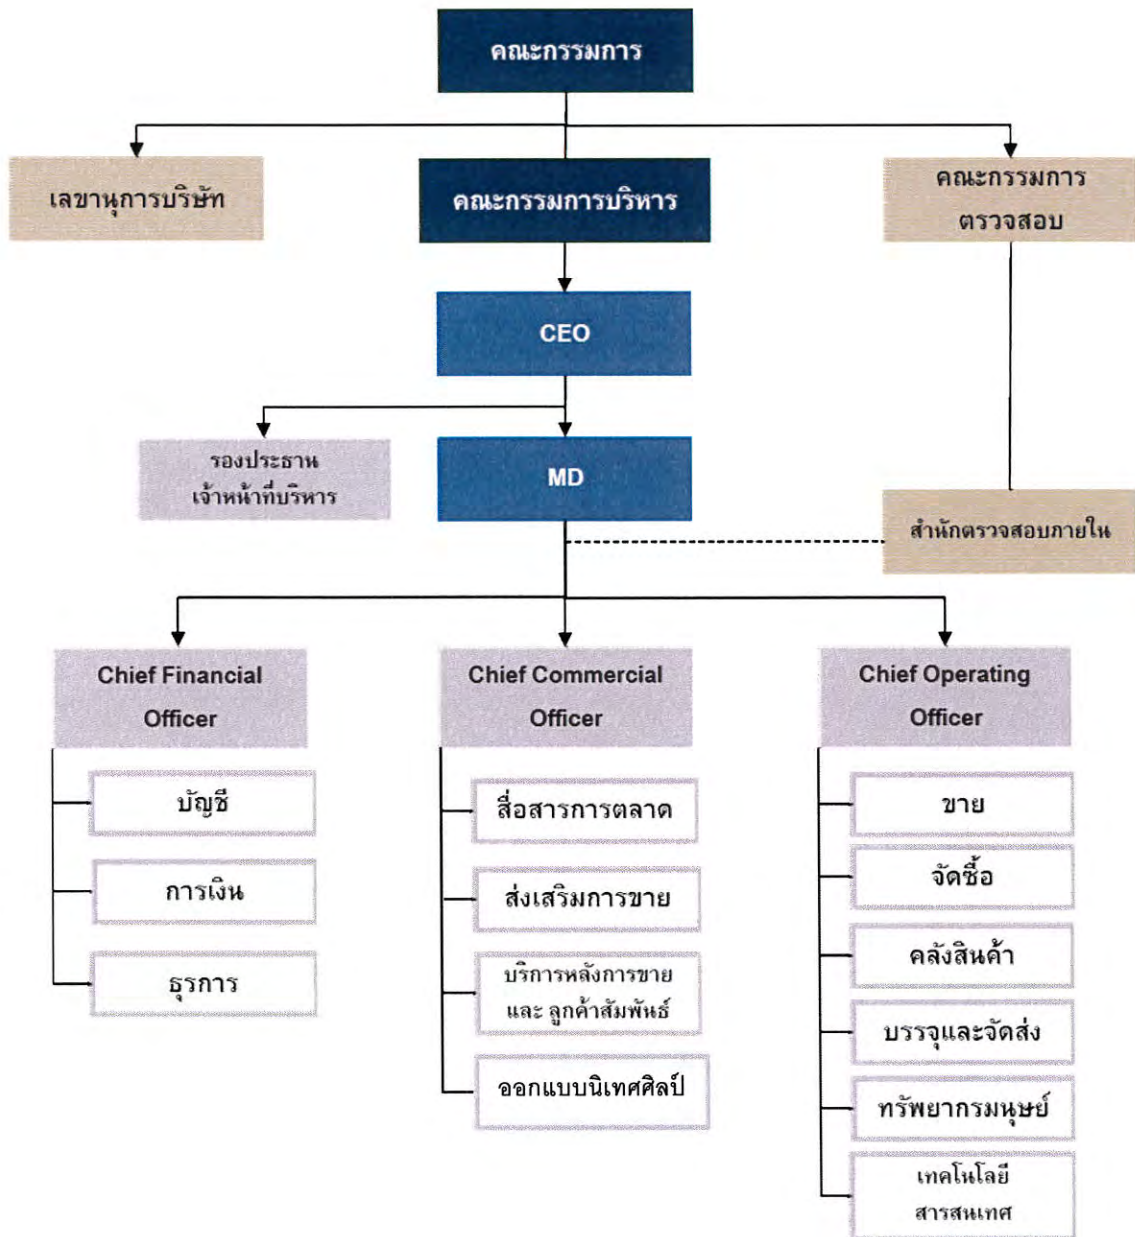 คณะกรรมการ
เลขานุการบริษัท
คณะกรรมการบริหาร
คณะกรรมการ
ตรวจสอบ
CEO
รองประธาน
เจ้าหน้าที่บริหาร
MD
สำนักตรวจสอบภายใน
Chief Financial
Officer
บัญชี
การเงิน
ธุรการ
Chief Commercial
Officer
สื่อสารการตลาด
ส่งเสริมการขาย
บริการหลังการขาย
และ ลูกค้าสัมพันธ์
ออกแบบนิเทศศิลป์
Chief Operating
Officer
ขาย
จัดซื้อ
คลังสินค้า
บรรจุและจัดส่ง
ทรัพยากรมนุษย์
เทคโนโลยี
สารสนเทศ